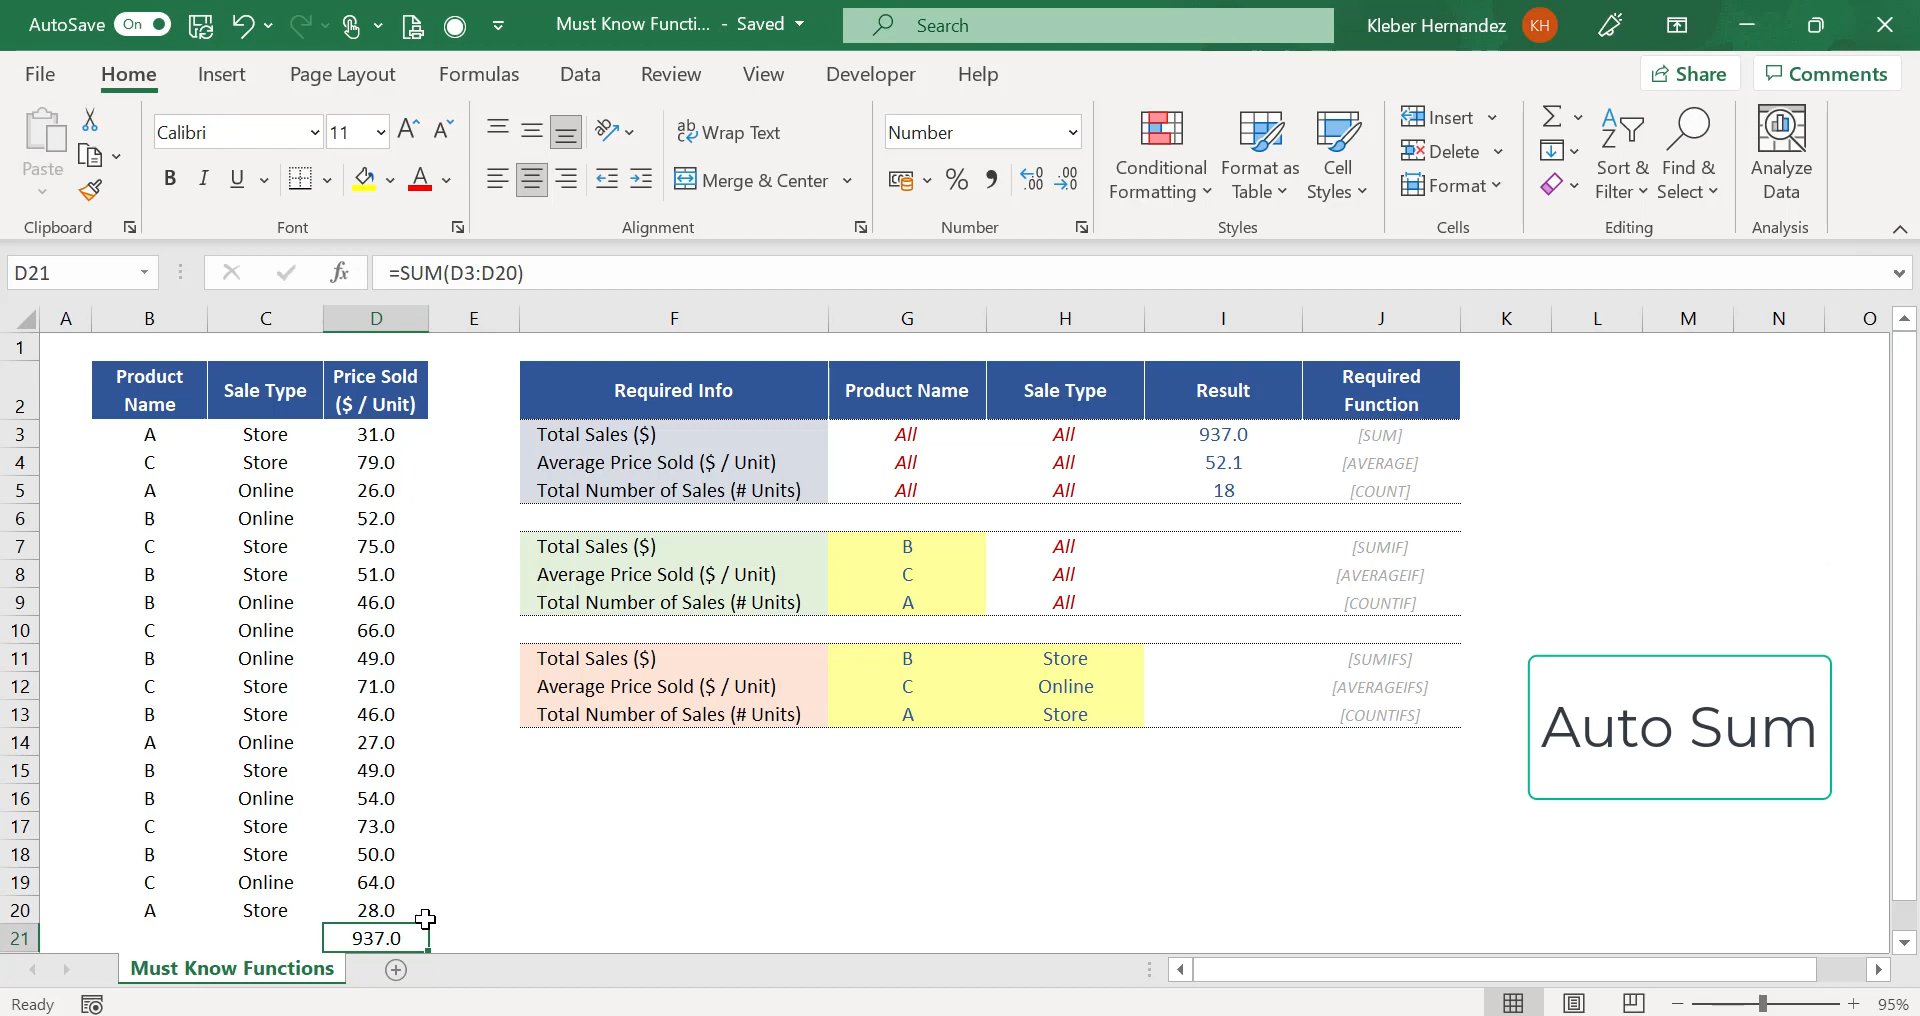 AutoSave On Must Know Functi... - Saved Search Kleber Hernandez KH
File Home Insert Page Layout Formulas Data Review View Developer Help Share Comments
Paste
Clipboard
Calibri 11
A A
B I U A
Font
ab Wrap Text
Merge & Center
Alignment
Number
% 9 .00 .00
Number
Conditional Formatting
Format as Table
Cell Styles
Styles
Insert
Delete
Format
Cells
Sort & Filter
Find & Select
Editing
Analyze Data
Analysis
D21 fx =SUM(D3:D20)
A B C D E F G H I J K L M N O
1
2 Product Name Sale Type Price Sold ($ / Unit) Required Info Product Name Sale Type Result Required Function
3 A Store 31.0 Total Sales ($) All All 937.0 [SUM]
4 C Store 79.0 Average Price Sold ($ / Unit) All All 52.1 [AVERAGE]
5 A Online 26.0 Total Number of Sales (# Units) All All 18 [COUNT]
6 B Online 52.0
7 C Store 75.0 Total Sales ($) B All [SUMIF]
8 B Store 51.0 Average Price Sold ($ / Unit) C All [AVERAGEIF]
9 B Online 46.0 Total Number of Sales (# Units) A All [COUNTIF]
10 C Online 66.0
11 B Online 49.0 Total Sales ($) B Store [SUMIFS]
12 C Store 71.0 Average Price Sold ($ / Unit) C Online [AVERAGEIFS]
13 B Store 46.0 Total Number of Sales (# Units) A Store [COUNTIFS]
14 A Online 27.0
15 B Store 49.0
16 B Online 54.0
17 C Store 73.0
18 B Store 50.0
19 C Online 64.0
20 A Store 28.0
21 937.0
Auto Sum
Must Know Functions
Ready 95%